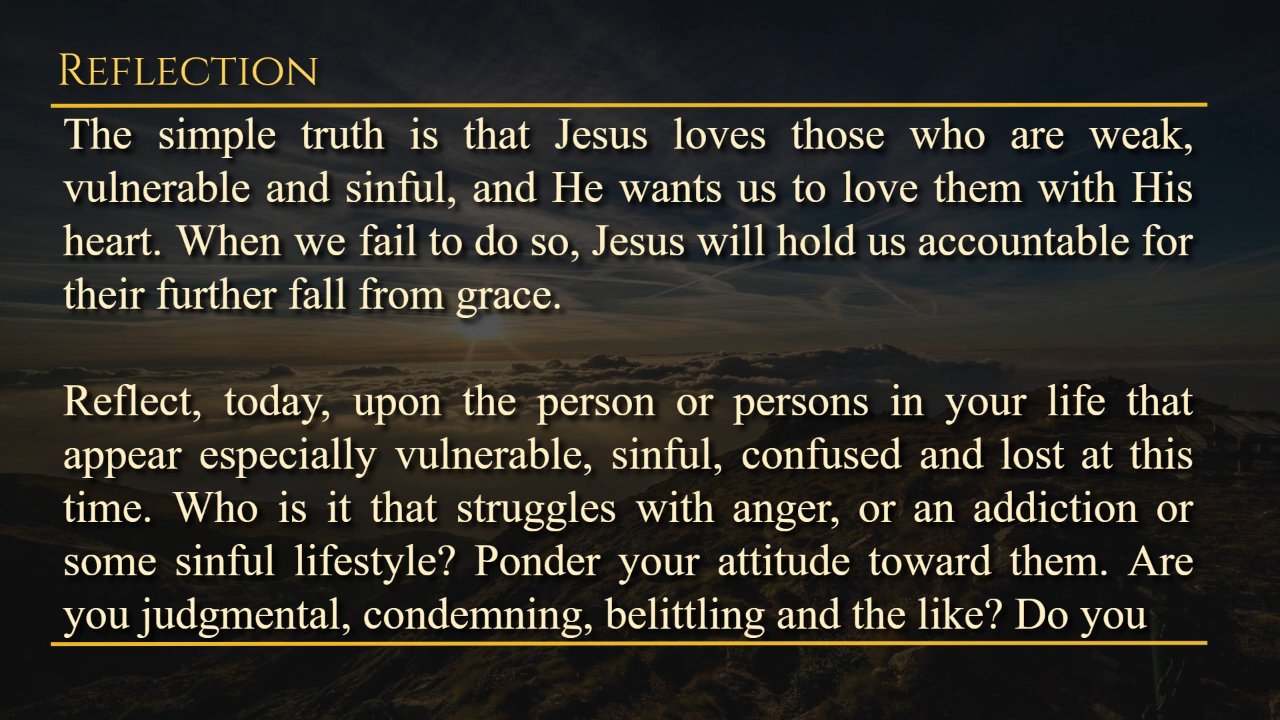 Reflection
The simple truth is that Jesus loves those who are weak,
vulnerable and sinful, and He wants us to love them with His
heart. When we fail to do so, Jesus will hold us accountable for
their further fall from grace.
Reflect, today, upon the person or persons in your life that
appear especially vulnerable, sinful, confused and lost at this
time. Who is it that struggles with anger, or an addiction or
some sinful lifestyle? Ponder your attitude toward them. Are
you judgmental, condemning, belittling and the like? Do you